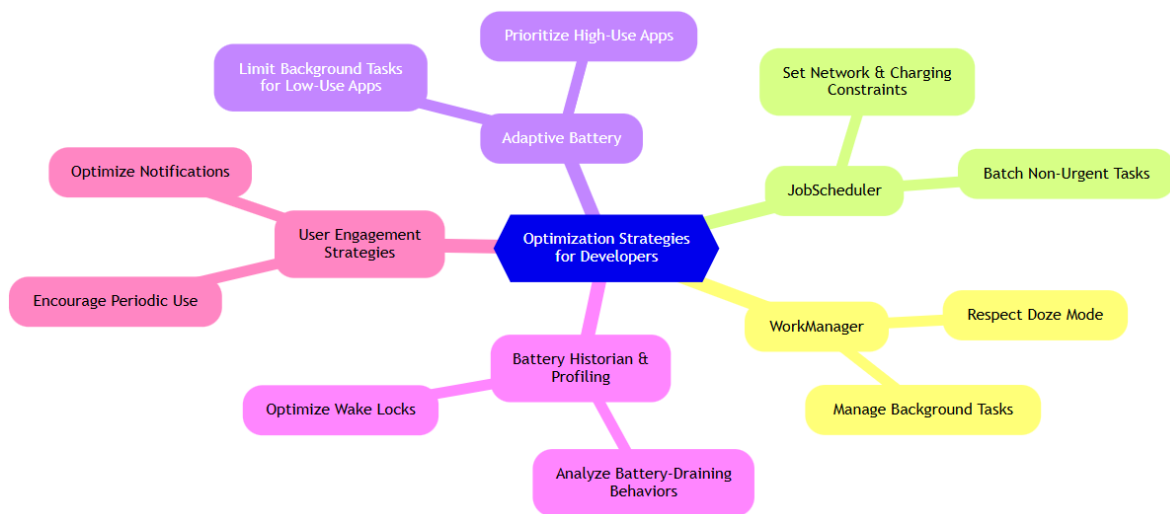 Prioritize High-Use Apps
Limit Background Tasks
for Low-Use Apps
Adaptive Battery
Set Network & Charging
Constraints
Batch Non-Urgent Tasks
JobScheduler
Optimize Notifications
User Engagement
Strategies
Encourage Periodic Use
Optimization Strategies
for Developers
WorkManager
Respect Doze Mode
Manage Background Tasks
Battery Historian &
Profiling
Optimize Wake Locks
Analyze Battery-Draining
Behaviors